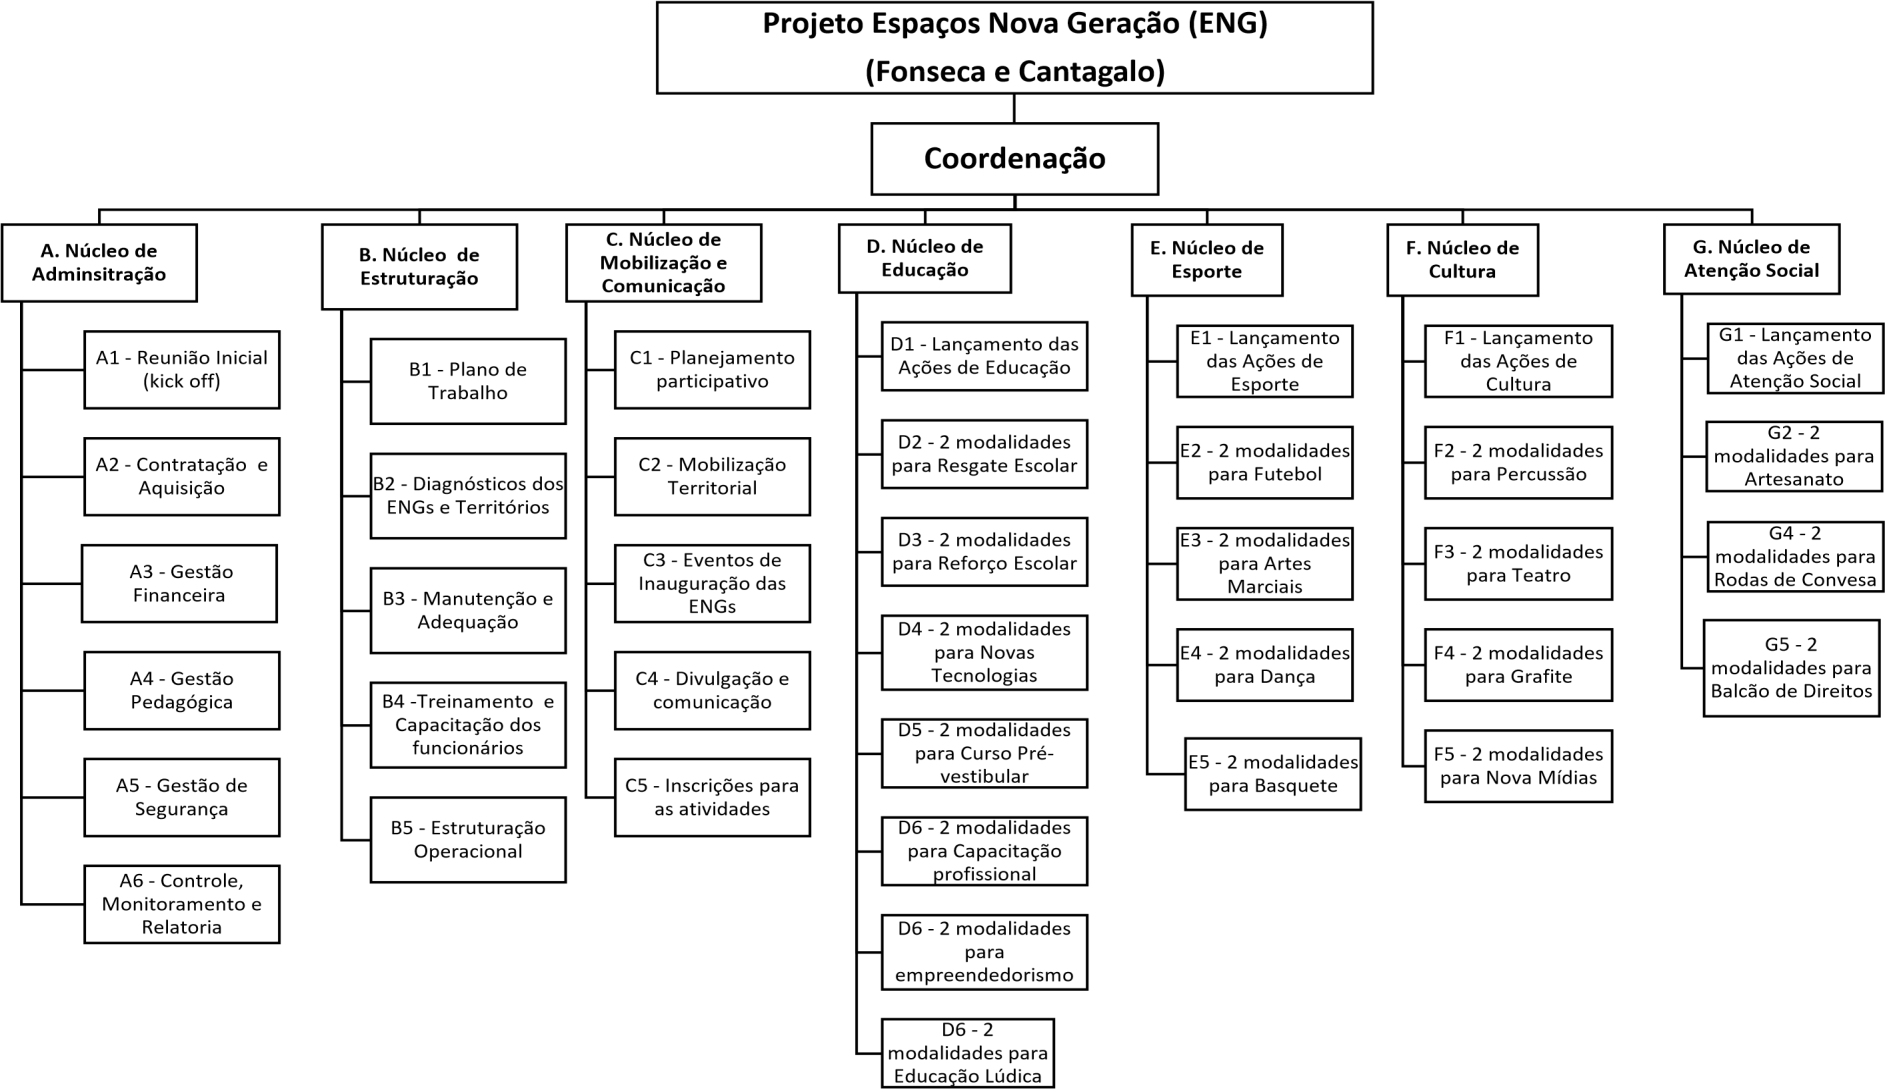 Projeto Espaços Nova Geração (ENG)
(Fonseca e Cantagalo)
Coordenação
A. Núcleo de
Adminsitração
A1 - Reunião Inicial
(kick off)
A2 - Contratação e
Aquisição
A3 - Gestão
Financeira
A4 - Gestão
Pedagógica
A5 - Gestão de
Segurança
A6 - Controle,
Monitoramento e
Relatoria
B. Núcleo de
Estruturação
B1 - Plano de
Trabalho
B2 - Diagnósticos dos
ENGs e Territórios
B3 - Manutenção e
Adequação
B4 -Treinamento e
Capacitação dos
funcionários
B5 - Estruturação
Operacional
C. Núcleo de
Mobilização e
Comunicação
C1 - Planejamento
participativo
C2 - Mobilização
Territorial
C3 - Eventos de
Inauguração das
ENGs
C4 - Divulgação e
comunicação
C5 - Inscrições para
as atividades
D. Núcleo de
Educação
D1 - Lançamento das
Ações de Educação
D2 - 2 modalidades
para Resgate Escolar
D3 - 2 modalidades
para Reforço Escolar
D4 - 2 modalidades
para Novas
Tecnologias
D5 - 2 modalidades
para Curso Pré-
vestibular
D6 - 2 modalidades
para Capacitação
profissional
D6 - 2 modalidades
para
empreendedorismo
D6 - 2
modalidades para
Educação Lúdica
E. Núcleo de
Esporte
E1 - Lançamento
das Ações de
Esporte
E2 - 2 modalidades
para Futebol
E3 - 2 modalidades
para Artes
Marciais
E4 - 2 modalidades
para Dança
E5 - 2 modalidades
para Basquete
F. Núcleo de
Cultura
F1 - Lançamento
das Ações de
Cultura
F2 - 2 modalidades
para Percussão
F3 - 2 modalidades
para Teatro
F4 - 2 modalidades
para Grafite
F5 - 2 modalidades
para Nova Mídias
G. Núcleo de
Atenção Social
G1 - Lançamento
das Ações de
Atenção Social
G2 - 2
modalidades para
Artesanato
G4 - 2
modalidades para
Rodas de Convesa
G5 - 2
modalidades para
Balcão de Direitos